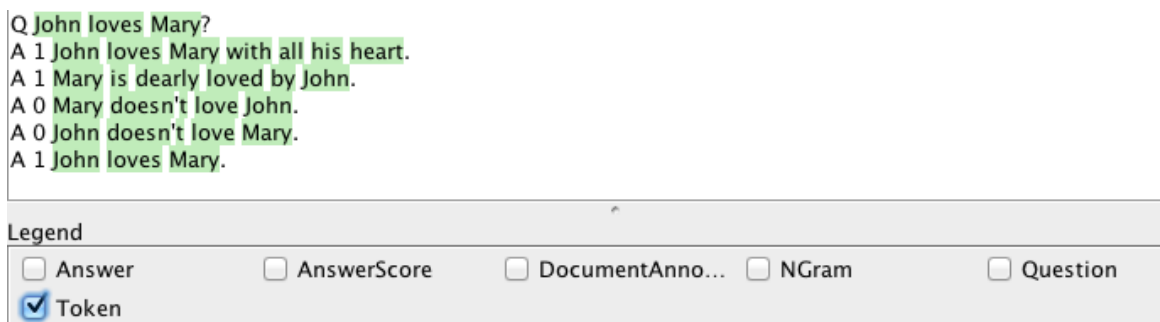 Q John loves Mary?
A 1 John loves Mary with all his heart.
A 1 Mary is dearly loved by John.
A 0 Mary doesn't love John.
A 0 John doesn't love Mary.
A 1 John loves Mary.
Legend
Answer AnswerScore DocumentAnno... NGram Question
Token